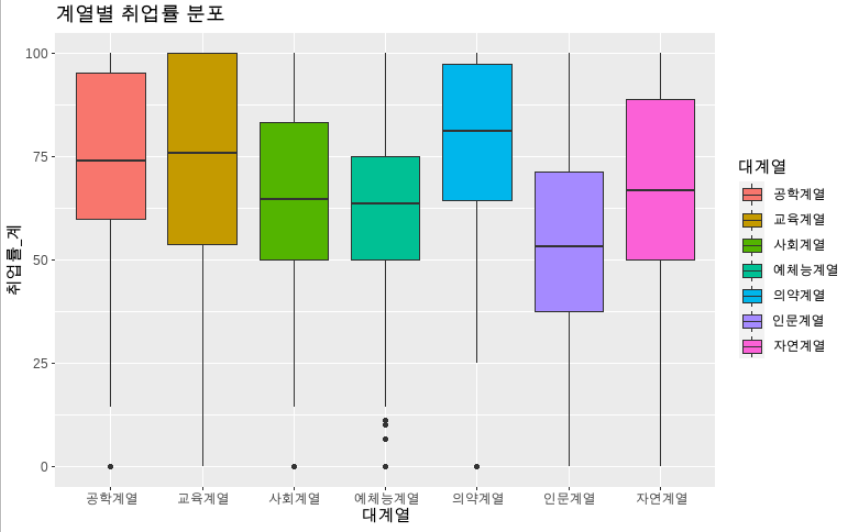 계열별 취업률 분포
취업률_계
100
75
50
25
0
공학계열 교육계열 사회계열 예체능계열 의약계열 인문계열 자연계열
대계열
대계열
공학계열
교육계열
사회계열
예체능계열
의약계열
인문계열
자연계열